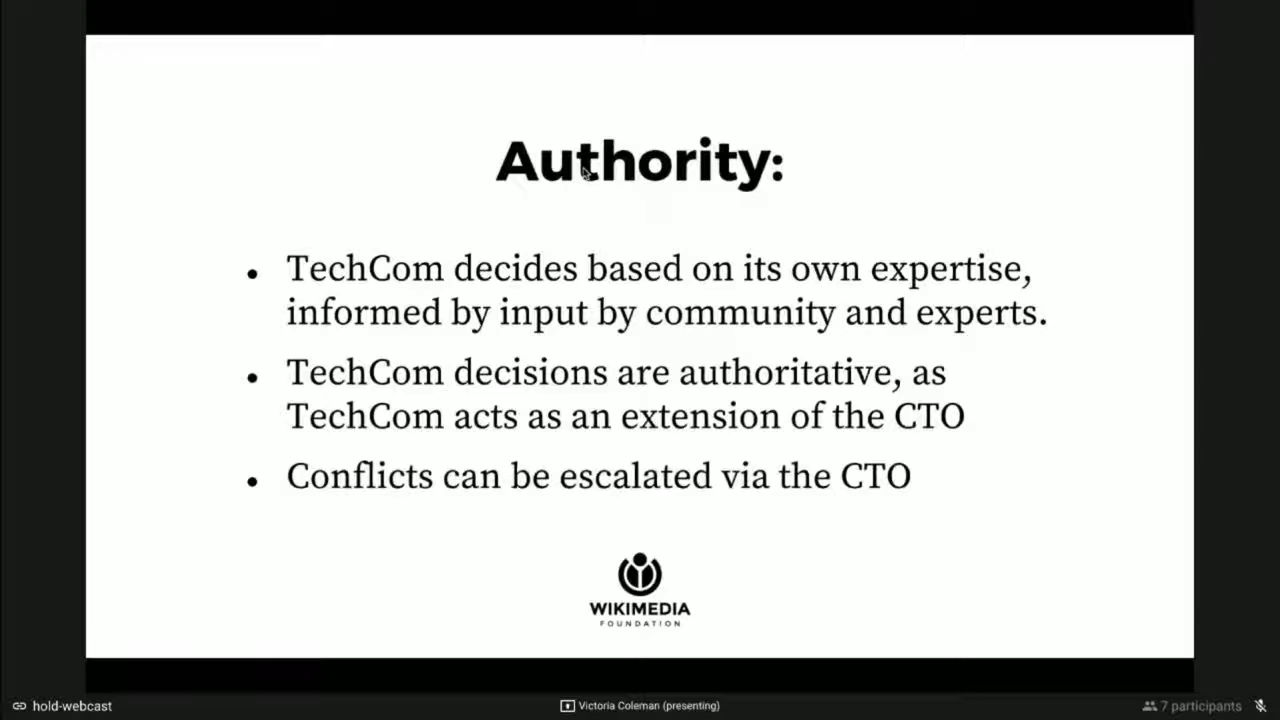 Authority:
• TechCom decides based on its own expertise,
informed by input by community and experts.
• TechCom decisions are authoritative, as
TechCom acts as an extension of the CTO
• Conflicts can be escalated via the CTO
WIKIMEDIA
FOUNDATION
hold-webcast
Victoria Coleman (presenting)
7 participants